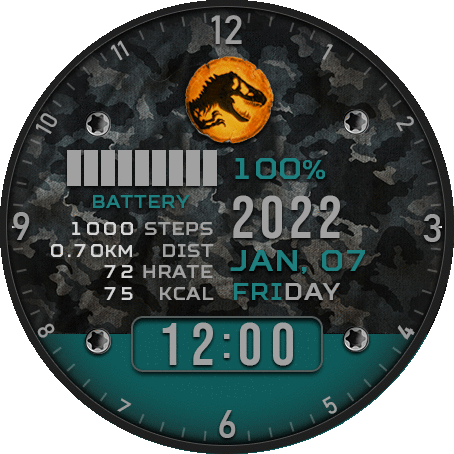 12
11
1
10
2
100%
BATTERY
2022
9
3
1000 STEPS
0.70KM DIST
JAN, 07
72 HRATE
FRIDAY
75 KCAL
8
4
12:00
7
5
6